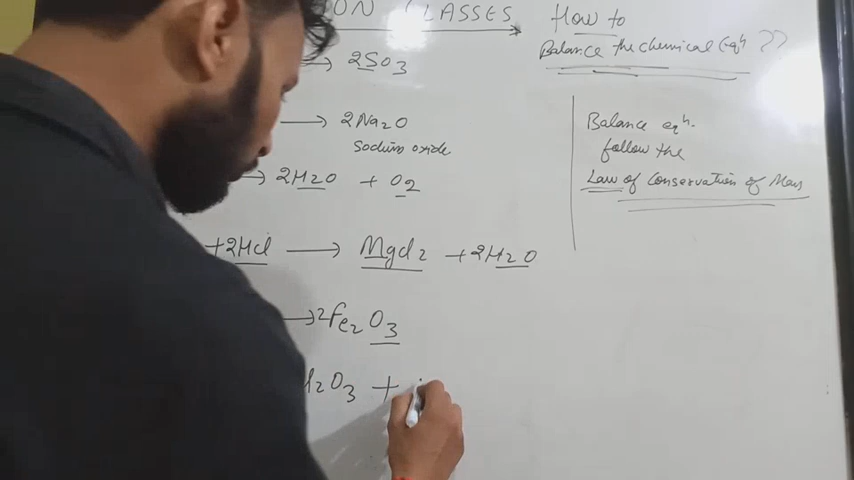 ON CLASSES
How to
Balance the chemical Eqⁿ ??
→ 2SO₃
→ 2Na₂O
Sodium oxide
→ 2H₂O + O₂
+2Hcl → Mgcl₂ +2H₂O
→ 2Fe₂O₃
₂O₃ +
Balance eqⁿ.
follow the
Law of Conservation of Mass